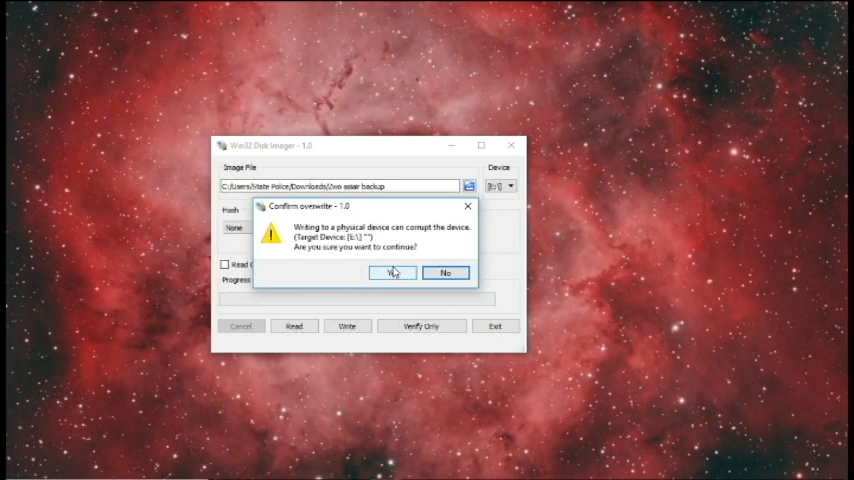 Win32 Disk Imager - 1.0
Image File
Device
C:/Users/State Police/Downloads/Zwo asiair backup
[E:\]
Hash
None
Confirm overwrite - 1.0
Writing to a physical device can corrupt the device.
(Target Device: [E:\] "")
Are you sure you want to continue?
No
Read
Progress
Cancel
Read
Write
Verify Only
Exit